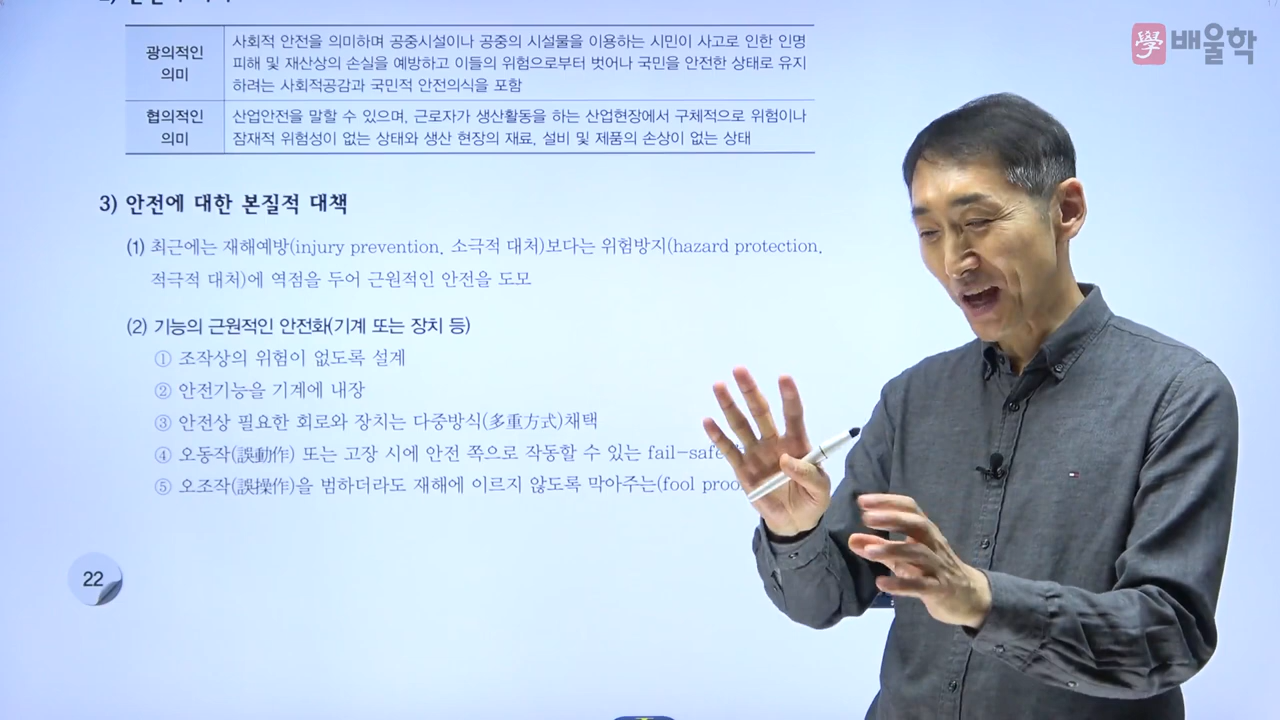 學 배울학
광의적인
의미
사회적 안전을 의미하며 공중시설이나 공중의 시설물을 이용하는 시민이 사고로 인한 인명
피해 및 재산상의 손실을 예방하고 이들의 위험으로부터 벗어나 국민을 안전한 상태로 유지
하려는 사회적공감과 국민적 안전의식을 포함
협의적인
의미
산업안전을 말할 수 있으며, 근로자가 생산활동을 하는 산업현장에서 구체적으로 위험이나
잠재적 위험성이 없는 상태와 생산 현장의 재료, 설비 및 제품의 손상이 없는 상태
3) 안전에 대한 본질적 대책
(1) 최근에는 재해예방(injury prevention, 소극적 대처)보다는 위험방지(hazard protection,
적극적 대처)에 역점을 두어 근원적인 안전을 도모
(2) 기능의 근원적인 안전화(기계 또는 장치 등)
① 조작상의 위험이 없도록 설계
② 안전기능을 기계에 내장
③ 안전상 필요한 회로와 장치는 다중방식(多重方式)채택
④ 오동작(誤動作) 또는 고장 시에 안전 쪽으로 작동할 수 있는 fail-safe
⑤ 오조작(誤操作)을 범하더라도 재해에 이르지 않도록 막아주는(fool
22